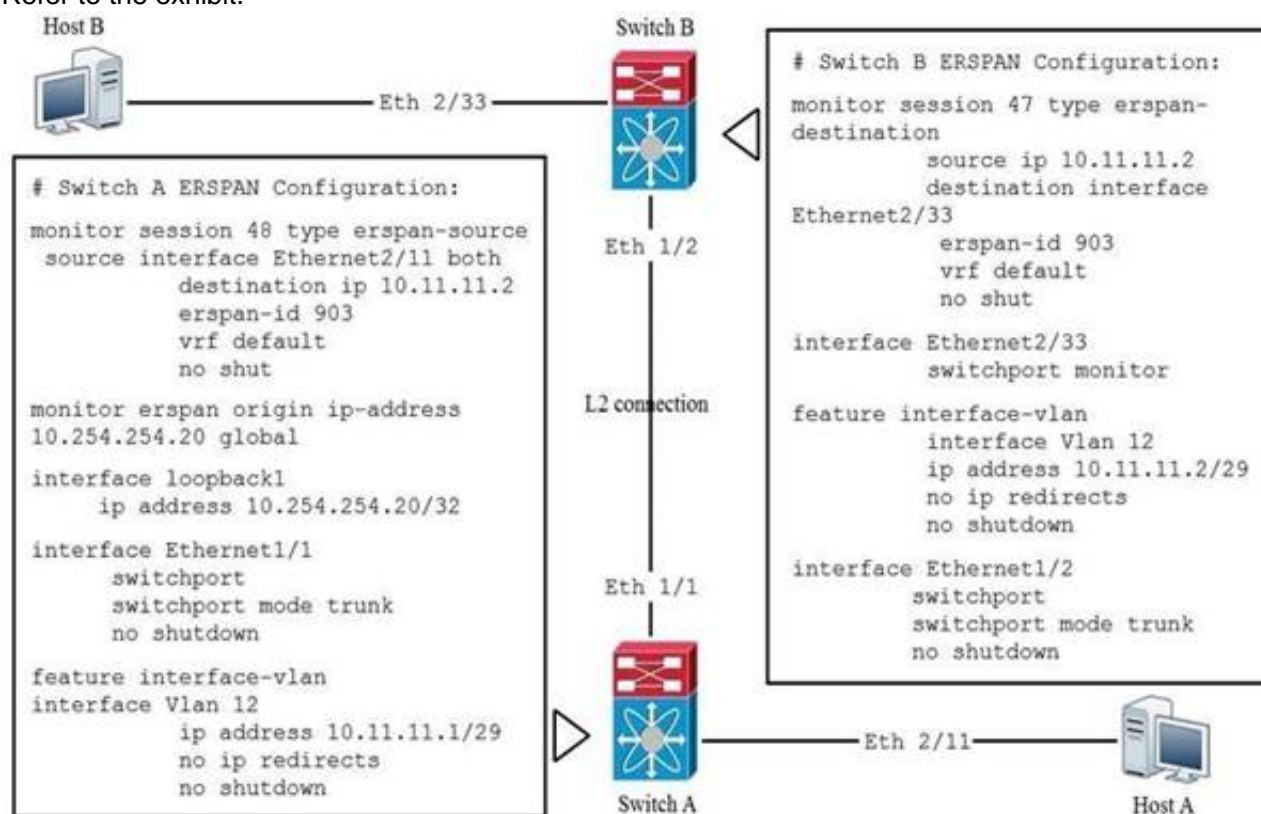 Refer to the exhibit.
Host B
Switch B
Eth 2/33
# Switch B ERSPAN Configuration:
monitor session 47 type erspan-
destination
source ip 10.11.11.2
destination interface
Ethernet2/33
erspan-id 903
vrf default
no shut
interface Ethernet2/33
switchport monitor
feature interface-vlan
interface Vlan 12
ip address 10.11.11.2/29
no ip redirects
no shutdown
interface Ethernet1/2
switchport
switchport mode trunk
no shutdown
Eth 1/2
L2 connection
Eth 1/1
# Switch A ERSPAN Configuration:
monitor session 48 type erspan-source
source interface Ethernet2/11 both
destination ip 10.11.11.2
erspan-id 903
vrf default
no shut
monitor erspan origin ip-address
10.254.254.20 global
interface loopback1
ip address 10.254.254.20/32
interface Ethernet1/1
switchport
switchport mode trunk
no shutdown
feature interface-vlan
interface Vlan 12
ip address 10.11.11.1/29
no ip redirects
no shutdown
Eth 2/11
Switch A
Host A